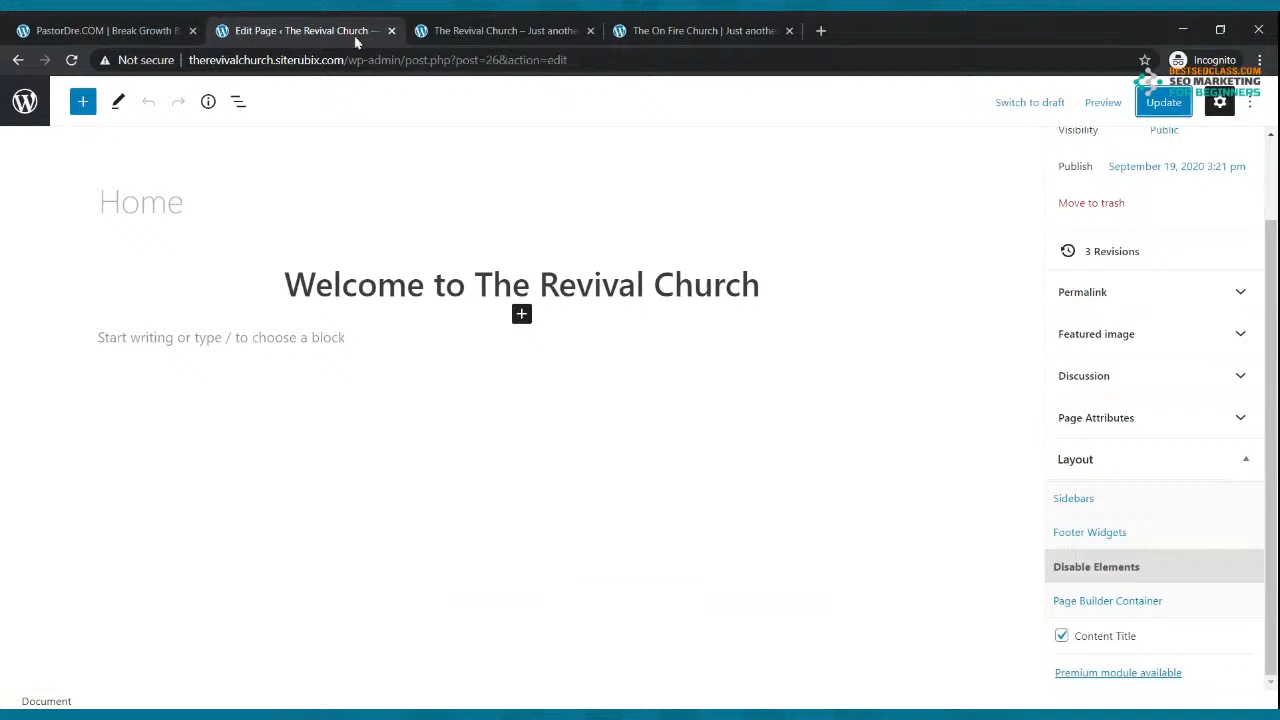 PastorDre.COM | Break Growth B
Edit Page ‹ The Revival Church —
The Revival Church – Just anothe
The On Fire Church | Just anothe
Not secure
therevivalchurch.siterubix.com/wp-admin/post.php?post=26&action=edit
Incognito
BESTSEOCLASS.COM
SEO MARKETING
FOR BEGINNERS
Switch to draft
Preview
Update
Visibility
Public
Publish
September 19, 2020 3:21 pm
Move to trash
3 Revisions
Permalink
Featured image
Discussion
Page Attributes
Layout
Sidebars
Footer Widgets
Disable Elements
Page Builder Container
Content Title
Premium module available
Home
Welcome to The Revival Church
Start writing or type / to choose a block
Document